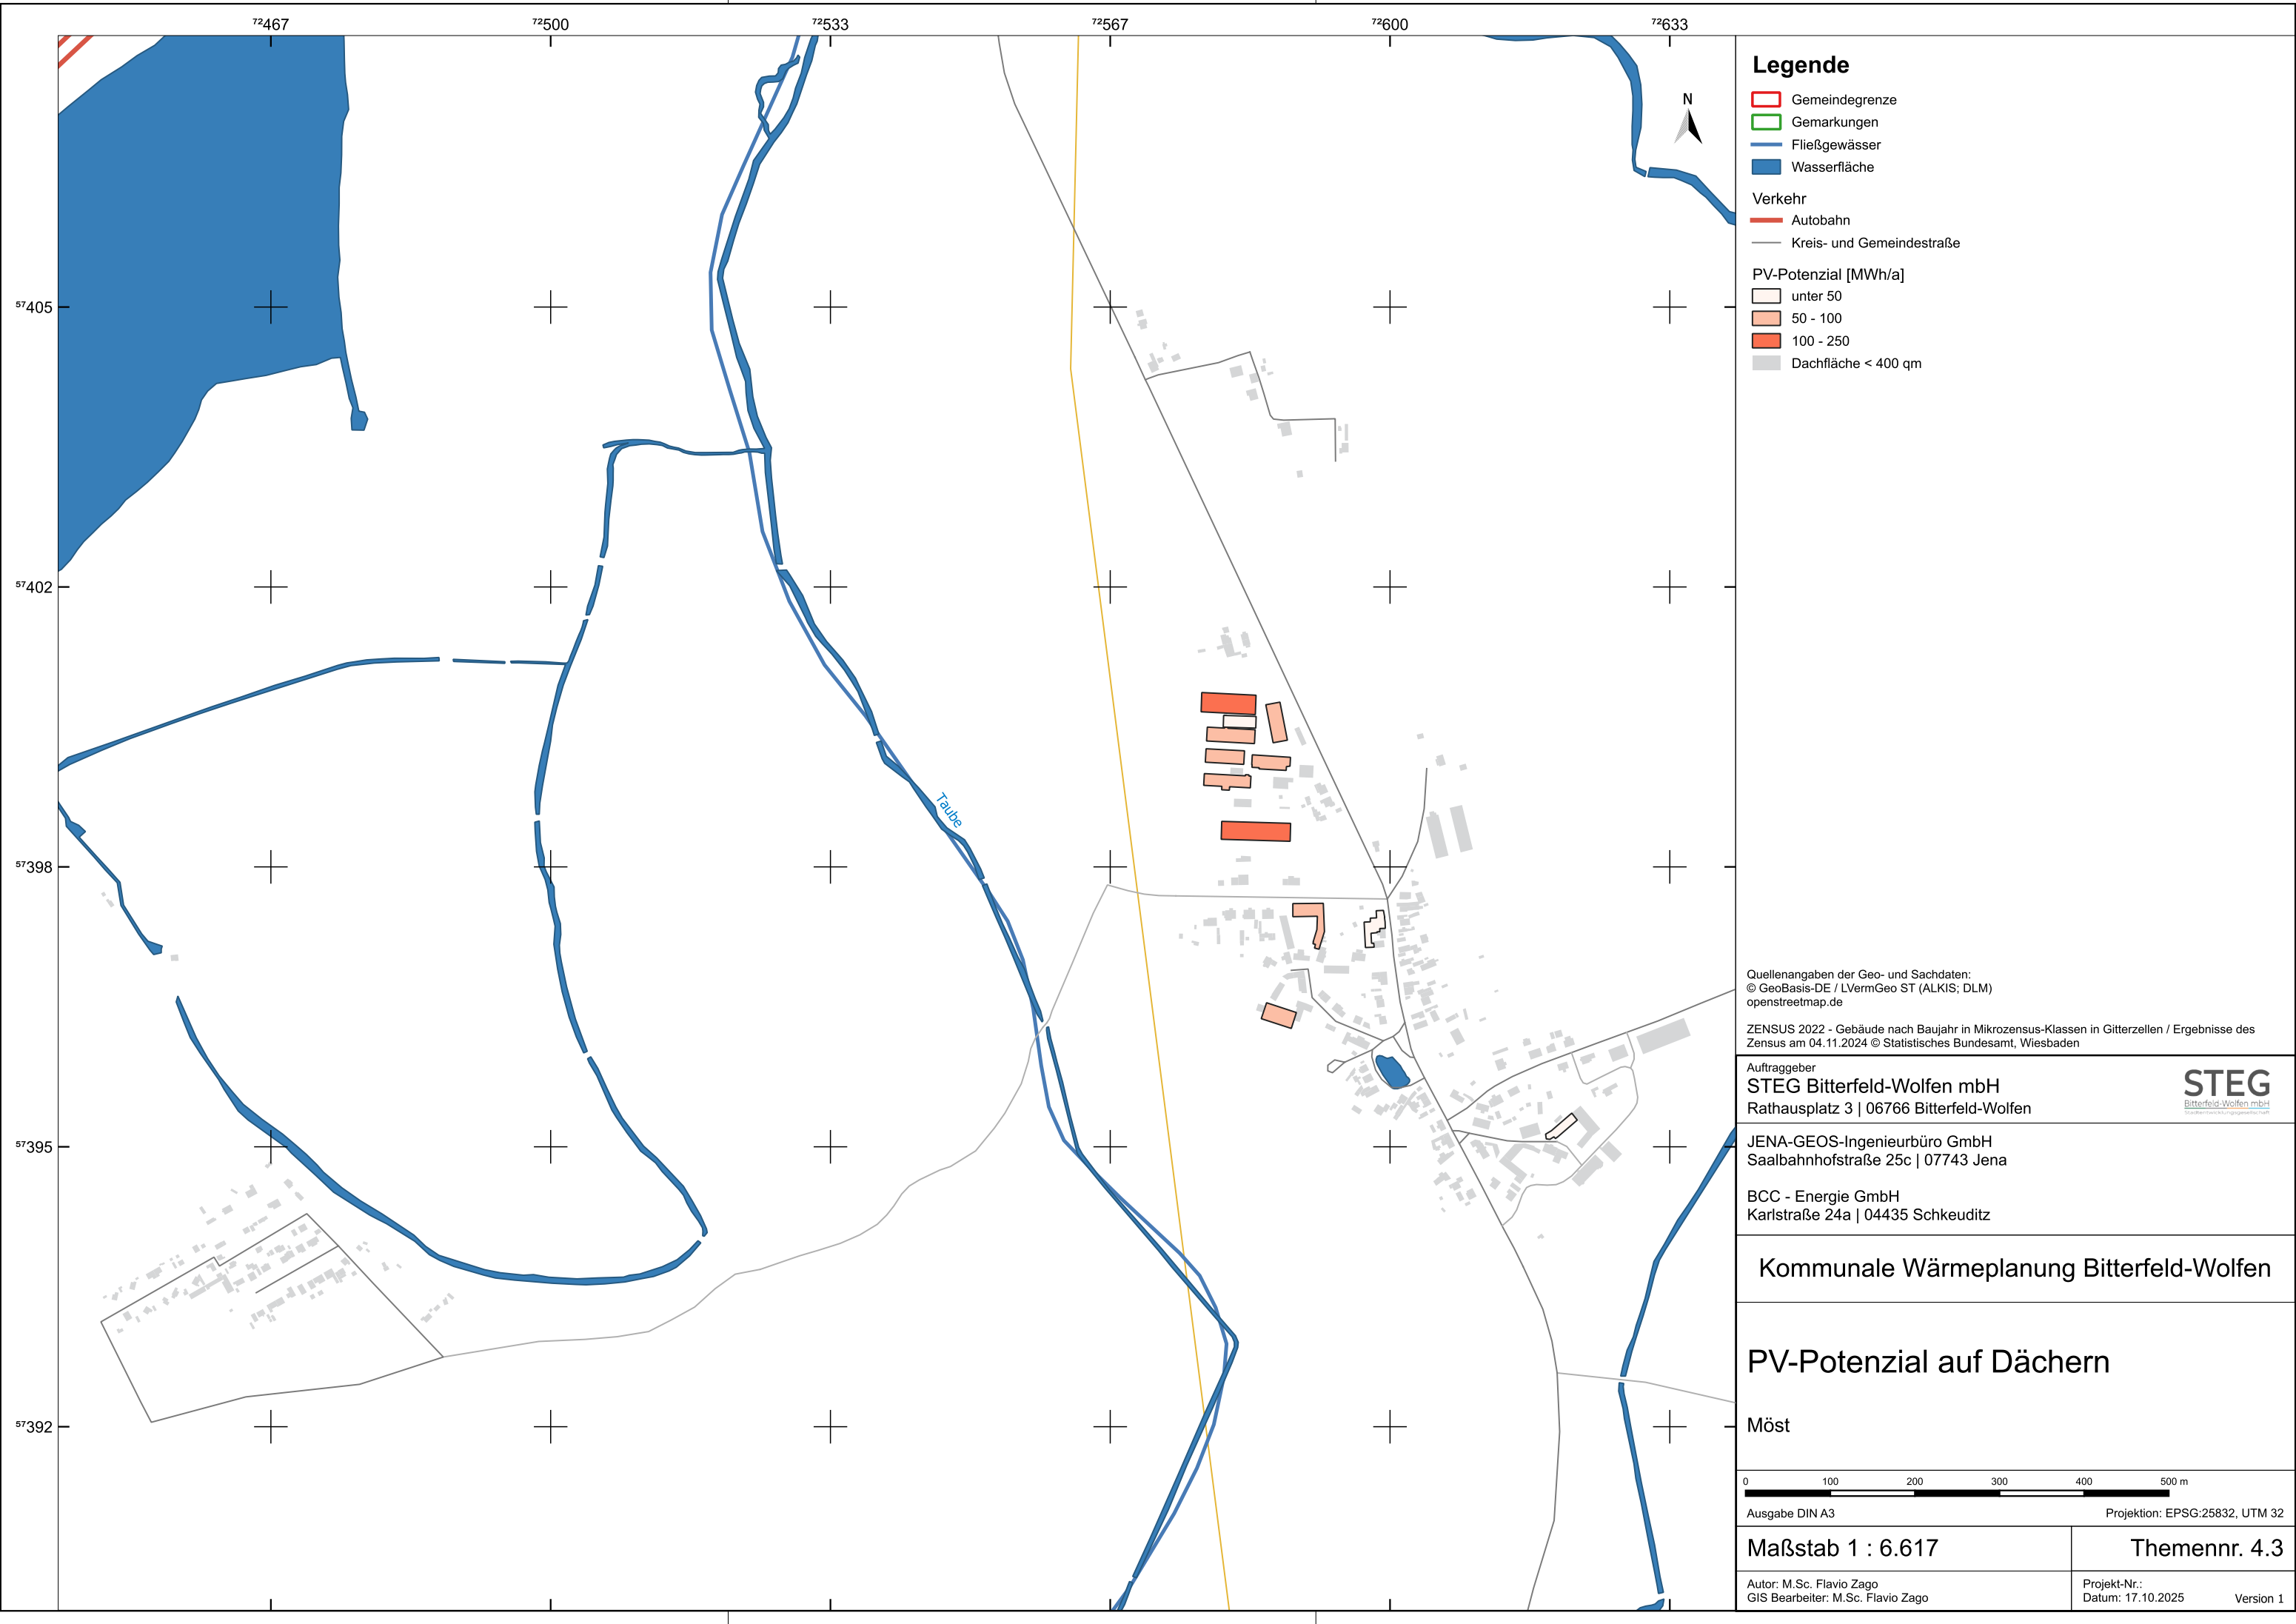 72467 72500 72533 72567 72600 72633
57405
57402
57398
57395
57392
N
Taube
Legende
Gemeindegrenze
Gemarkungen
Fließgewässer
Wasserfläche
Verkehr
Autobahn
Kreis- und Gemeindestraße
PV-Potenzial [MWh/a]
unter 50
50 - 100
100 - 250
Dachfläche < 400 qm
Quellenangaben der Geo- und Sachdaten:
© GeoBasis-DE / LVermGeo ST (ALKIS; DLM)
openstreetmap.de
ZENSUS 2022 - Gebäude nach Baujahr in Mikrozensus-Klassen in Gitterzellen / Ergebnisse des
Zensus am 04.11.2024 © Statistisches Bundesamt, Wiesbaden
Auftraggeber
STEG Bitterfeld-Wolfen mbH
Rathausplatz 3 | 06766 Bitterfeld-Wolfen
STEG
Bitterfeld-Wolfen mbH
Stadtentwicklungsgesellschaft
JENA-GEOS-Ingenieurbüro GmbH
Saalbahnhofstraße 25c | 07743 Jena
BCC - Energie GmbH
Karlstraße 24a | 04435 Schkeuditz
Kommunale Wärmeplanung Bitterfeld-Wolfen
PV-Potenzial auf Dächern
Möst
0 100 200 300 400 500 m
Ausgabe DIN A3 Projektion: EPSG:25832, UTM 32
Maßstab 1 : 6.617 Themennr. 4.3
Autor: M.Sc. Flavio Zago
GIS Bearbeiter: M.Sc. Flavio Zago
Projekt-Nr.:
Datum: 17.10.2025 Version 1